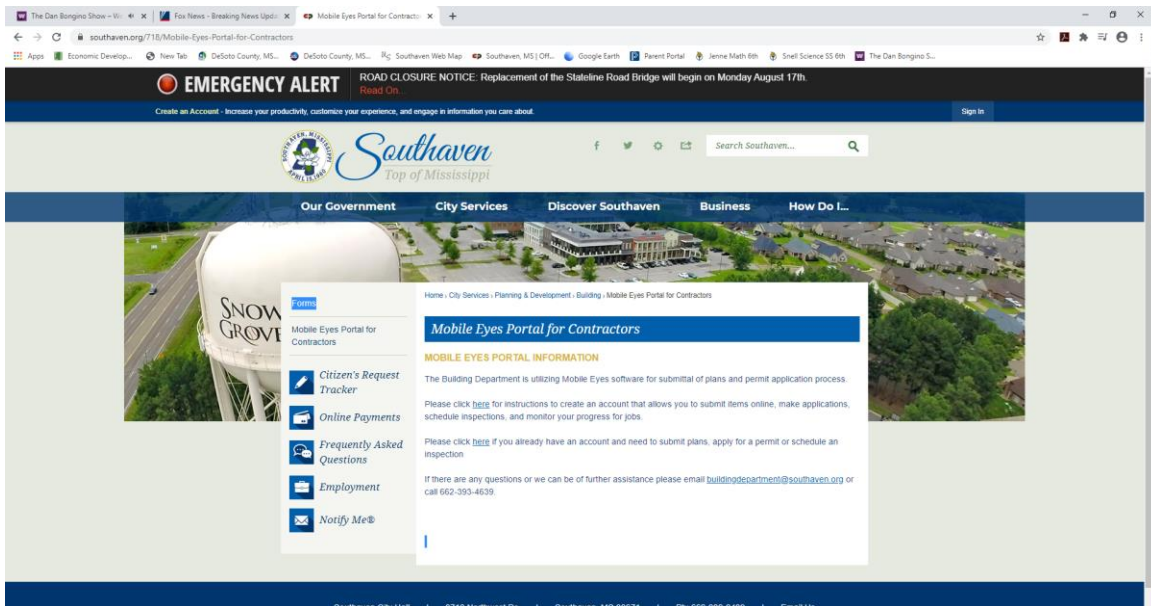 The Dan Bongino Show – W
Fox News - Breaking News Upda
Mobile Eyes Portal for Contracto
southaven.org/718/Mobile-Eyes-Portal-for-Contractors
Apps
Economic Develop...
New Tab
DeSoto County, MS...
DeSoto County, MS...
Southaven Web Map
Southaven, MS | Off...
Google Earth
Parent Portal
Jenne Math 6th
Snell Science SS 6th
The Dan Bongino S...
EMERGENCY ALERT
ROAD CLOSURE NOTICE: Replacement of the Stateline Road Bridge will begin on Monday August 17th.
Read On...
Create an Account - Increase your productivity, customize your experience, and engage in information you care about.
Sign In
Southaven
Top of Mississippi
Search Southaven...
Our Government
City Services
Discover Southaven
Business
How Do I...
SNOW
GROVE
Forms
Mobile Eyes Portal for
Contractors
Citizen's Request
Tracker
Online Payments
Frequently Asked
Questions
Employment
Notify Me®
Home › City Services › Planning & Development › Building › Mobile Eyes Portal for Contractors
Mobile Eyes Portal for Contractors
MOBILE EYES PORTAL INFORMATION
The Building Department is utilizing Mobile Eyes software for submittal of plans and permit application process.
Please click here for instructions to create an account that allows you to submit items online, make applications,
schedule inspections, and monitor your progress for jobs.
Please click here if you already have an account and need to submit plans, apply for a permit or schedule an
inspection
If there are any questions or we can be of further assistance please email buildingdepartment@southaven.org or
call 662-393-4639.